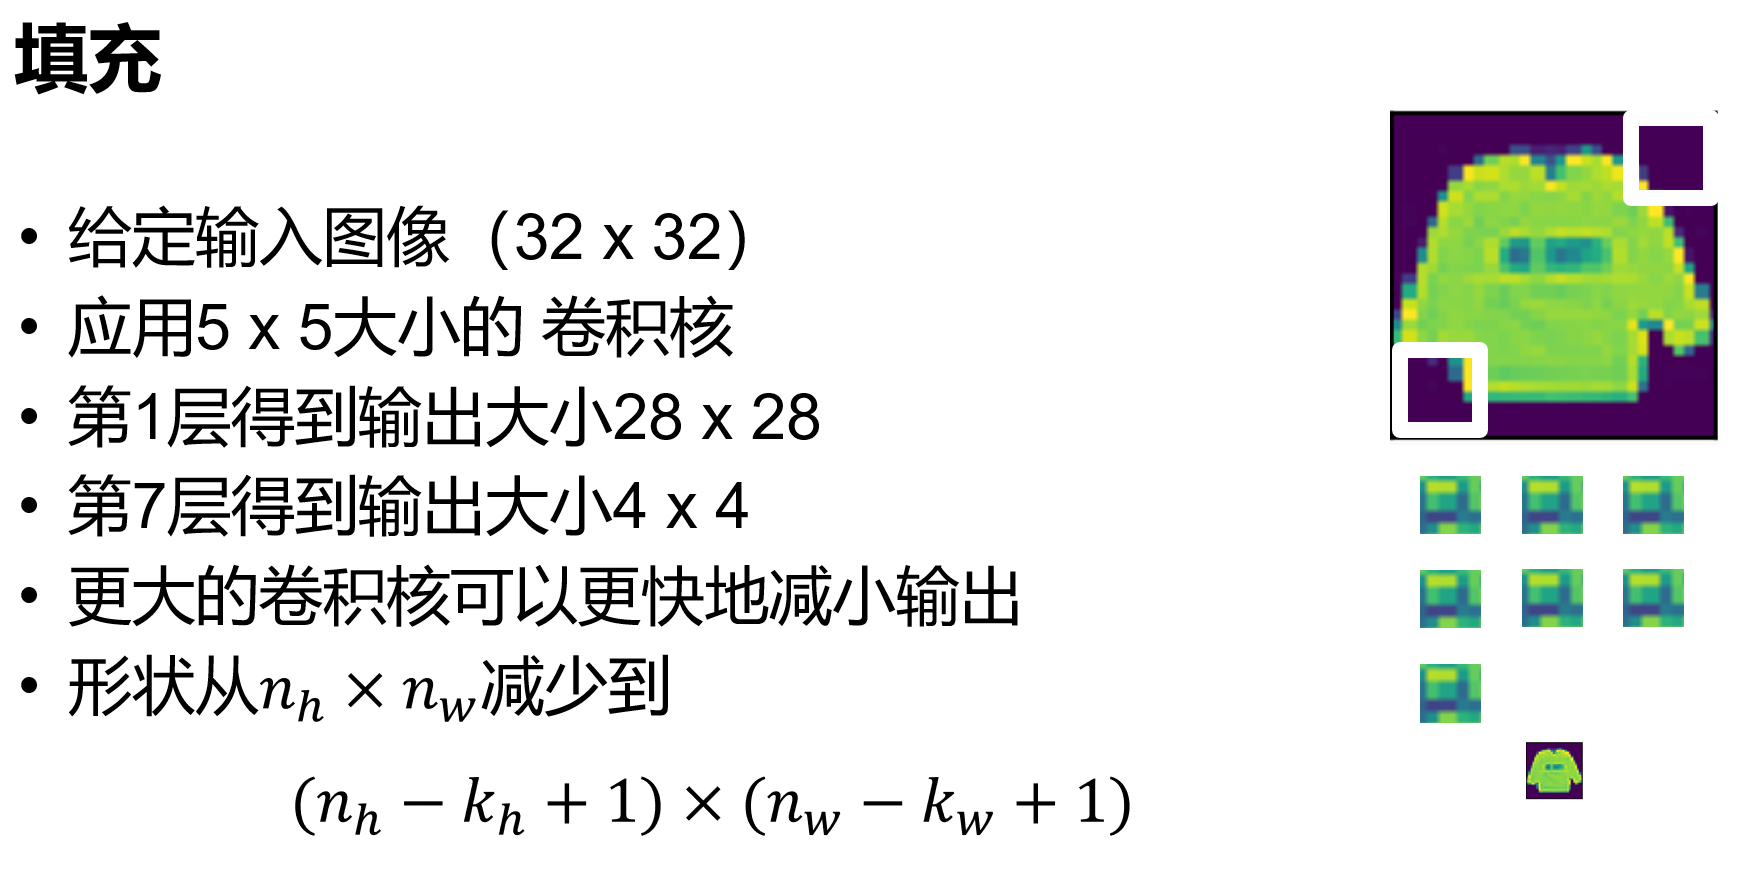 填充
• 给定输入图像（32 x 32）
• 应用5 x 5大小的 卷积核
• 第1层得到输出大小28 x 28
• 第7层得到输出大小4 x 4
• 更大的卷积核可以更快地减小输出
• 形状从$n_h \times n_w$减少到
$(n_h - k_h + 1) \times (n_w - k_w + 1)$